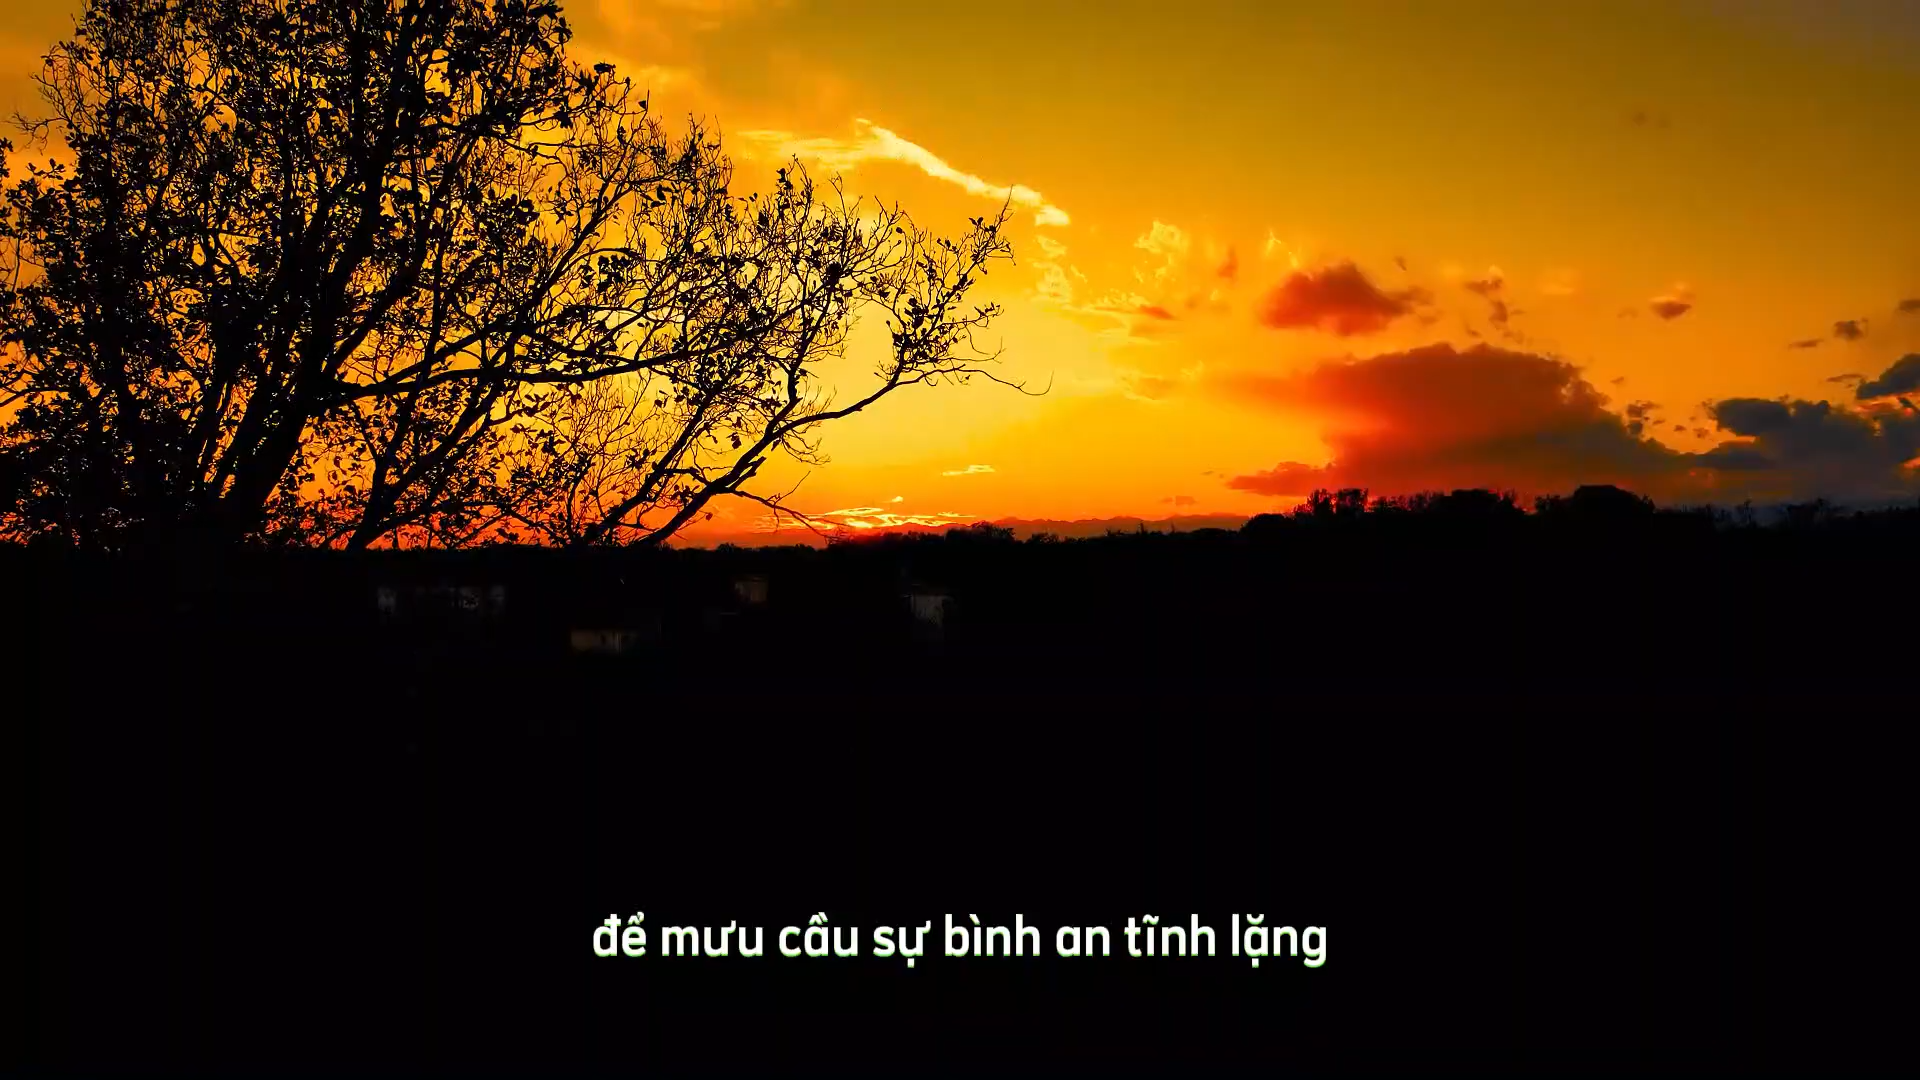 để mưu cầu sự bình an tĩnh lặng